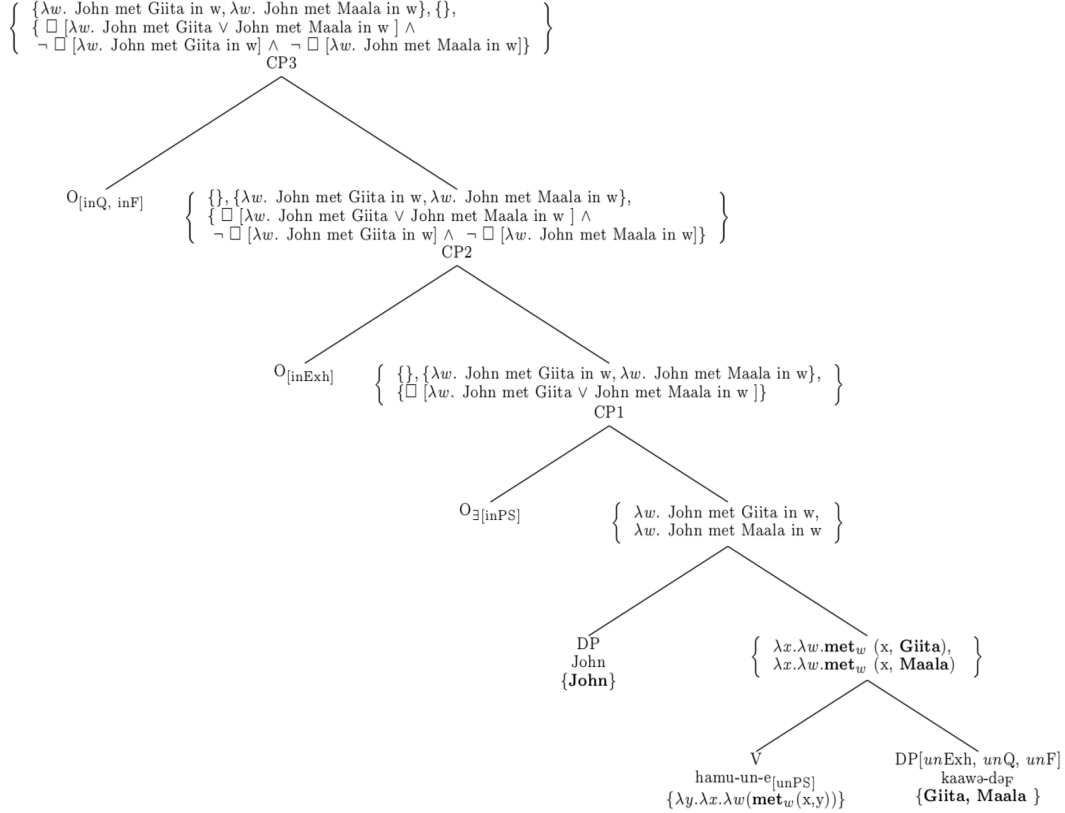 {λw. John met Giita in w, λw. John met Maala in w}, {},
{ □ [λw. John met Giita ∨ John met Maala in w ] ∧
¬ □ [λw. John met Giita in w] ∧ ¬ □ [λw. John met Maala in w]}
CP3
O[inQ, inF]
{}, {λw. John met Giita in w, λw. John met Maala in w},
{ □ [λw. John met Giita ∨ John met Maala in w ] ∧
¬ □ [λw. John met Giita in w] ∧ ¬ □ [λw. John met Maala in w]}
CP2
O[inExh]
{}, {λw. John met Giita in w, λw. John met Maala in w},
{□ [λw. John met Giita ∨ John met Maala in w ]}
CP1
O∃[inPS]
λw. John met Giita in w,
λw. John met Maala in w
DP
John
{John}
λx.λw.metw (x, Giita),
λx.λw.metw (x, Maala)
V
hamu-un-e[unPS]
{λy.λx.λw(metw(x,y))}
DP[unExh, unQ, unF]
kaawə-dəF
{Giita, Maala }